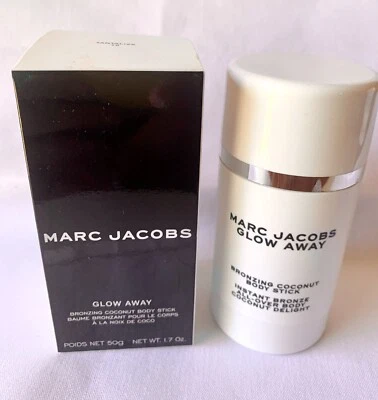 MARC JACOBS
GLOW AWAY
BRONZING COCONUT BODY STICK
BAUME BRONZANT POUR LE CORPS
À LA NOIX DE COCO
POIDS NET 50g NET WT. 1.7 Oz.
MARC JACOBS
GLOW AWAY
BRONZING COCONUT
BODY STICK
INSTANT BRONZE
ALL-OVER BODY
COCONUT DELIGHT